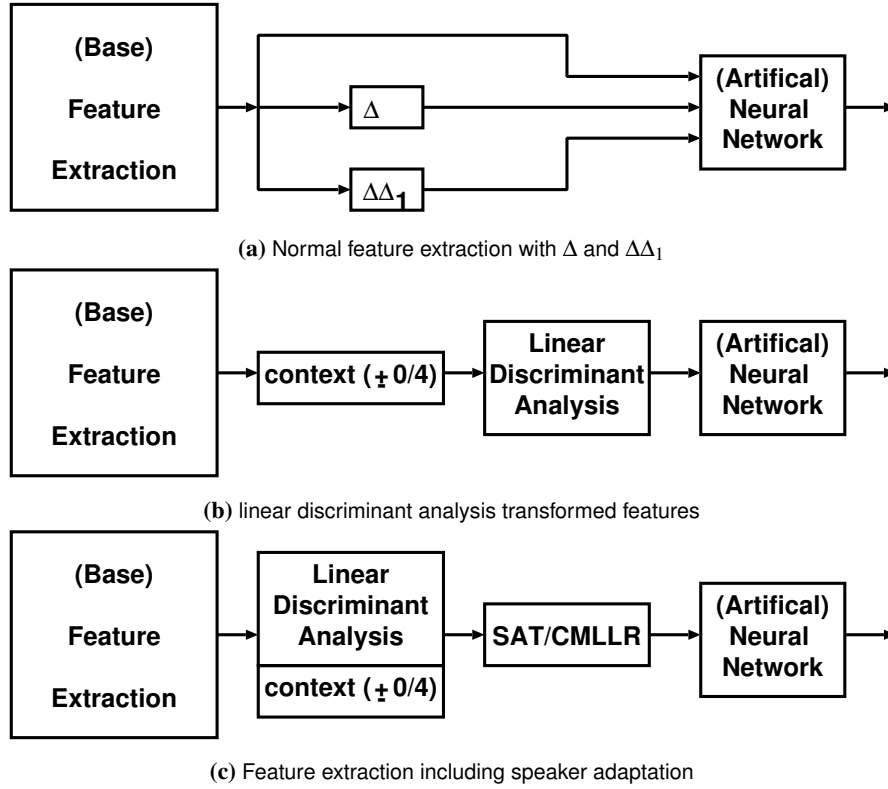 (Base)
Feature
Extraction
Δ
ΔΔ1
(Artifical)
Neural
Network
(a) Normal feature extraction with Δ and ΔΔ1
(Base)
Feature
Extraction
context (± 0/4)
Linear
Discriminant
Analysis
(Artifical)
Neural
Network
(b) linear discriminant analysis transformed features
(Base)
Feature
Extraction
Linear
Discriminant
Analysis
context (± 0/4)
SAT/CMLLR
(Artifical)
Neural
Network
(c) Feature extraction including speaker adaptation